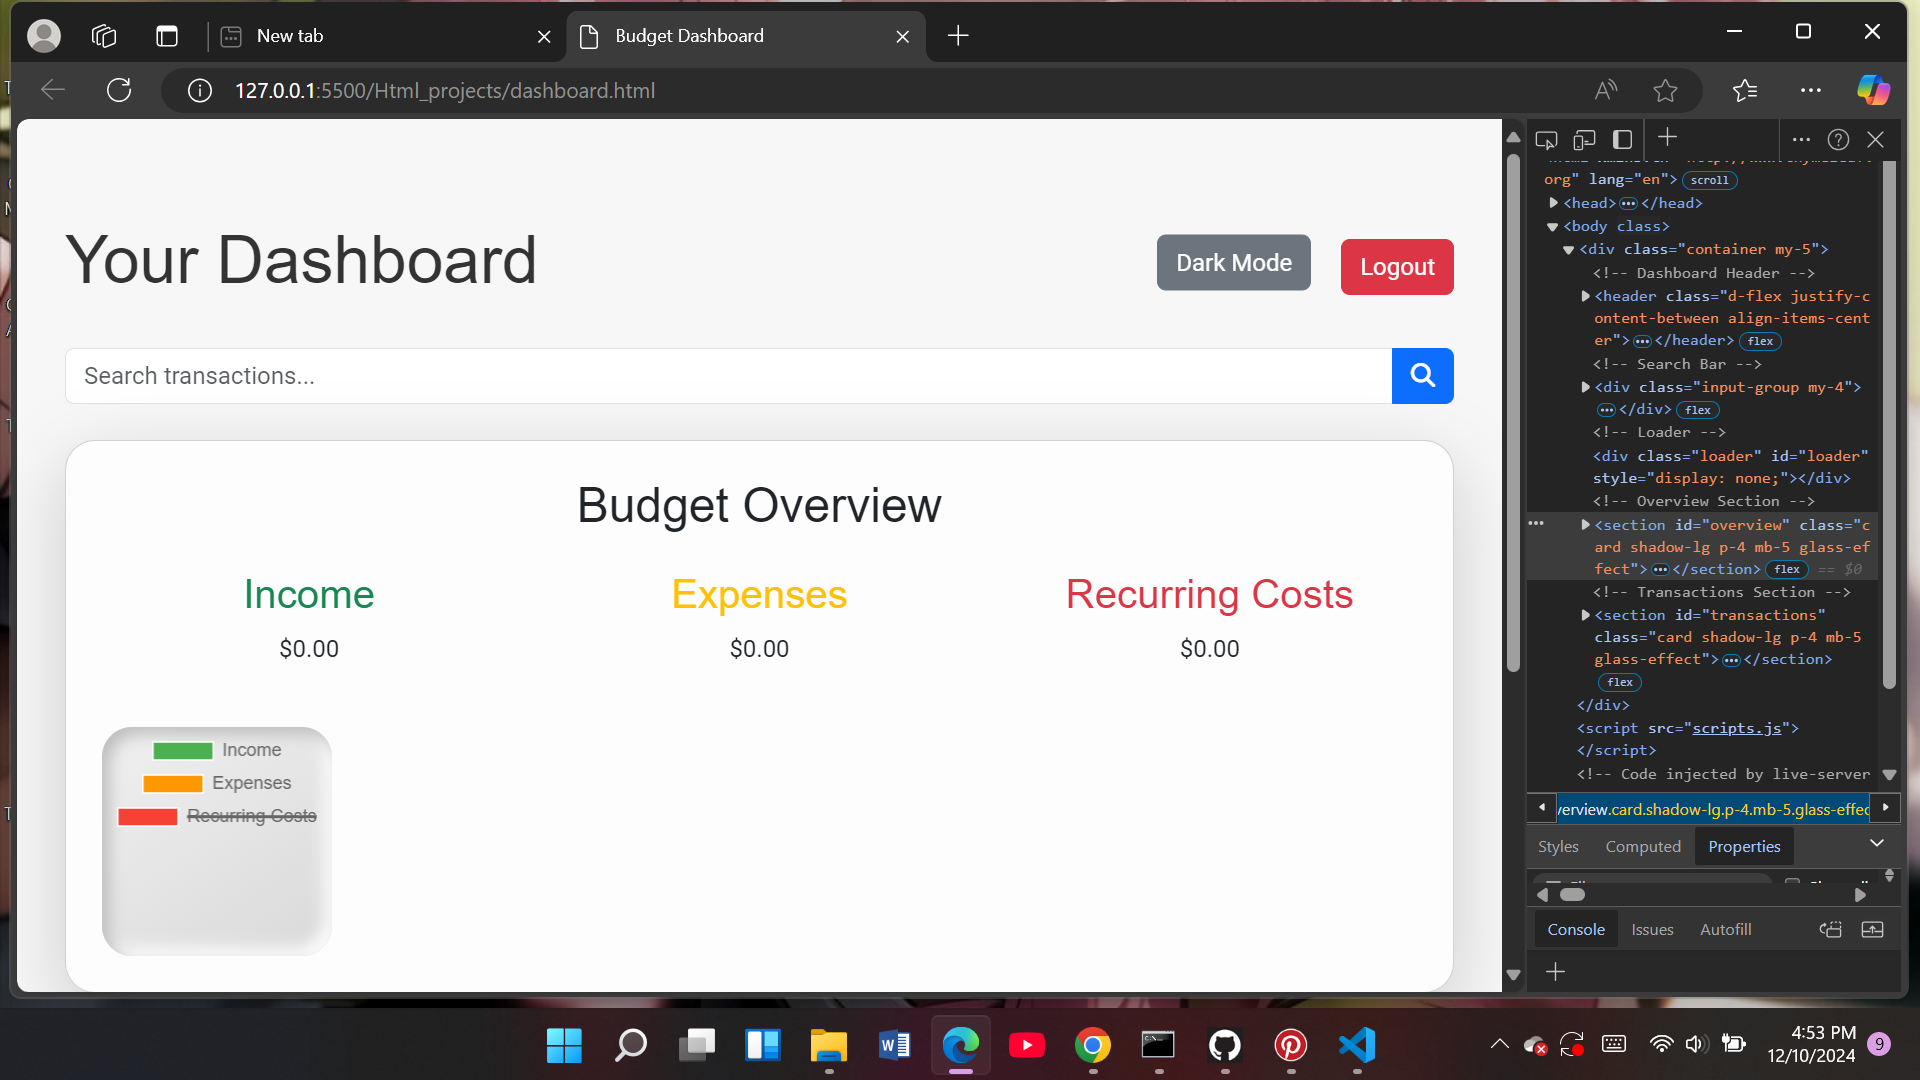 New tab
Budget Dashboard
127.0.0.1:5500/Html_projects/dashboard.html
Your Dashboard
Dark Mode
Logout
Search transactions...
Budget Overview
Income
Expenses
Recurring Costs
$0.00
$0.00
$0.00
Income
Expenses
Recurring Costs
org" lang="en">
scroll
<head>
</head>
<body class>
<div class="container my-5">
<!-- Dashboard Header -->
<header class="d-flex justify-c
ontent-between align-items-cent
er">
</header>
flex
<!-- Search Bar -->
<div class="input-group my-4">
</div>
flex
<!-- Loader -->
<div class="loader" id="loader"
style="display: none;"></div>
<!-- Overview Section -->
<section id="overview" class="c
ard shadow-lg p-4 mb-5 glass-ef
fect">
</section>
flex
== $0
<!-- Transactions Section -->
<section id="transactions"
class="card shadow-lg p-4 mb-5
glass-effect">
</section>
flex
</div>
<script src="scripts.js">
</script>
<!-- Code injected by live-server
verview.card.shadow-lg.p-4.mb-5.glass-effec
Styles
Computed
Properties
Console
Issues
Autofill
4:53 PM
12/10/2024
9